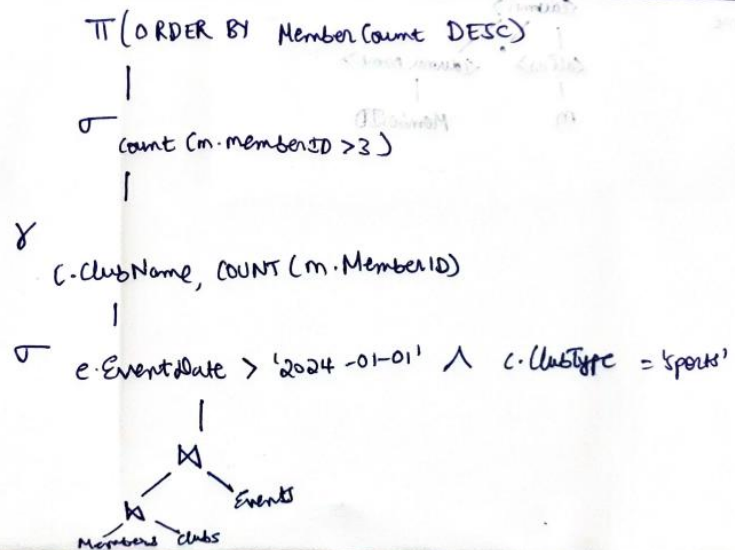 π (ORDER BY MemberCount DESC)
σ count (m.memberID >3)
γ
C.ClubName, COUNT (m.MemberID)
σ e.EventDate > '2024-01-01' ∧ c.ClubType = 'sports'
⋈
⋈ Events
Members clubs